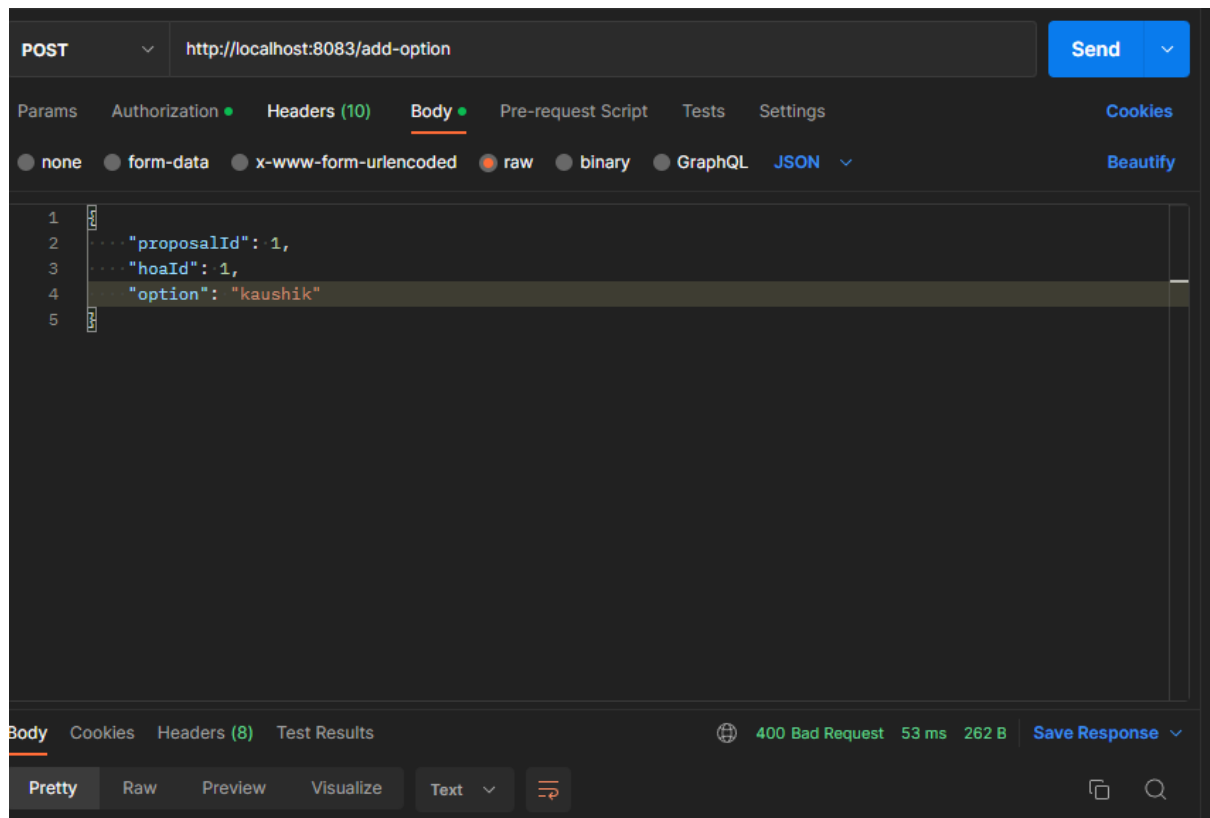 POST http://localhost:8083/add-option Send
Params Authorization Headers (10) Body Pre-request Script Tests Settings Cookies
none form-data x-www-form-urlencoded raw binary GraphQL JSON Beautify
1 {
2 "proposalId": 1,
3 "hoaId": 1,
4 "option": "kaushik"
5 }
Body Cookies Headers (8) Test Results 400 Bad Request 53 ms 262 B Save Response
Pretty Raw Preview Visualize Text